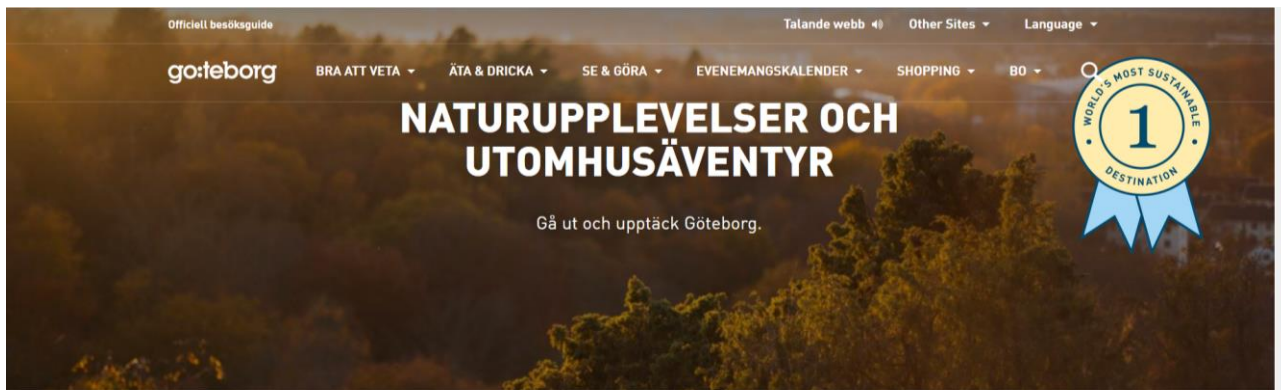 Officiell besöksguide
Talande webb
Other Sites
Language
go:teborg
BRA ATT VETA
ÄTA & DRICKA
SE & GÖRA
EVENEMANGSKALENDER
SHOPPING
BO
NATURUPPLEVELSER OCH
UTOMHUSÄVENTYR
Gå ut och upptäck Göteborg.
WORLD'S MOST SUSTAINABLE
1
DESTINATION